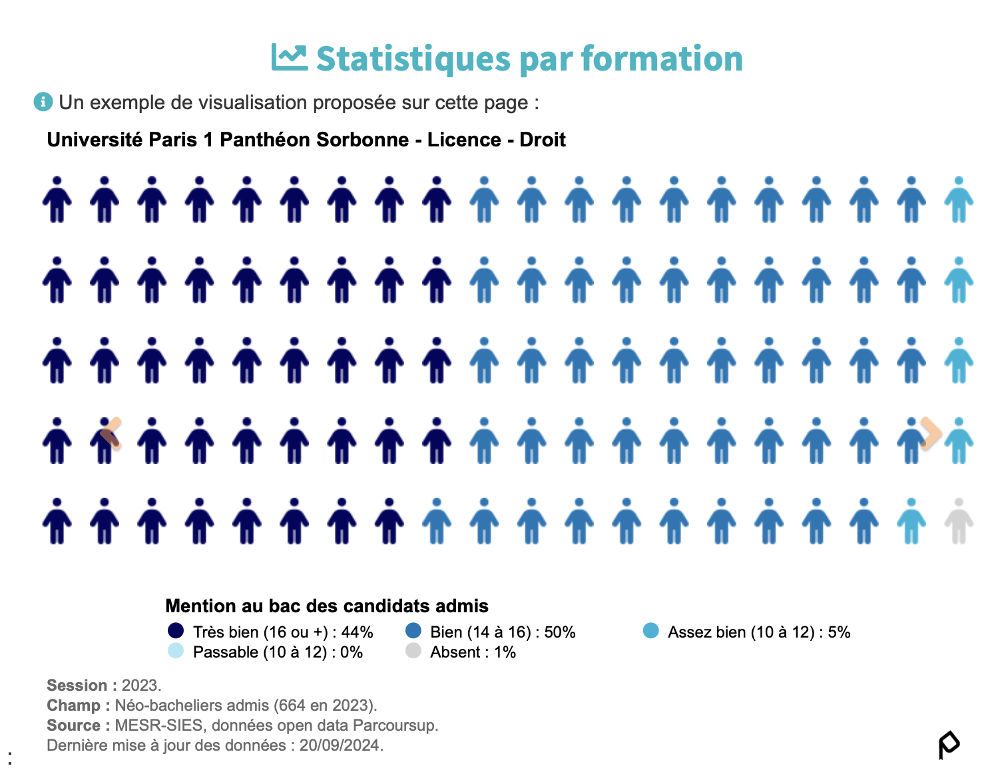 Statistiques par formation
Un exemple de visualisation proposée sur cette page :
Université Paris 1 Panthéon Sorbonne - Licence - Droit
Mention au bac des candidats admis
Très bien (16 ou +) : 44% Bien (14 à 16) : 50% Assez bien (10 à 12) : 5%
Passable (10 à 12) : 0% Absent : 1%
Session : 2023.
Champ : Néo-bacheliers admis (664 en 2023).
Source : MESR-SIES, données open data Parcoursup.
Dernière mise à jour des données : 20/09/2024.
: